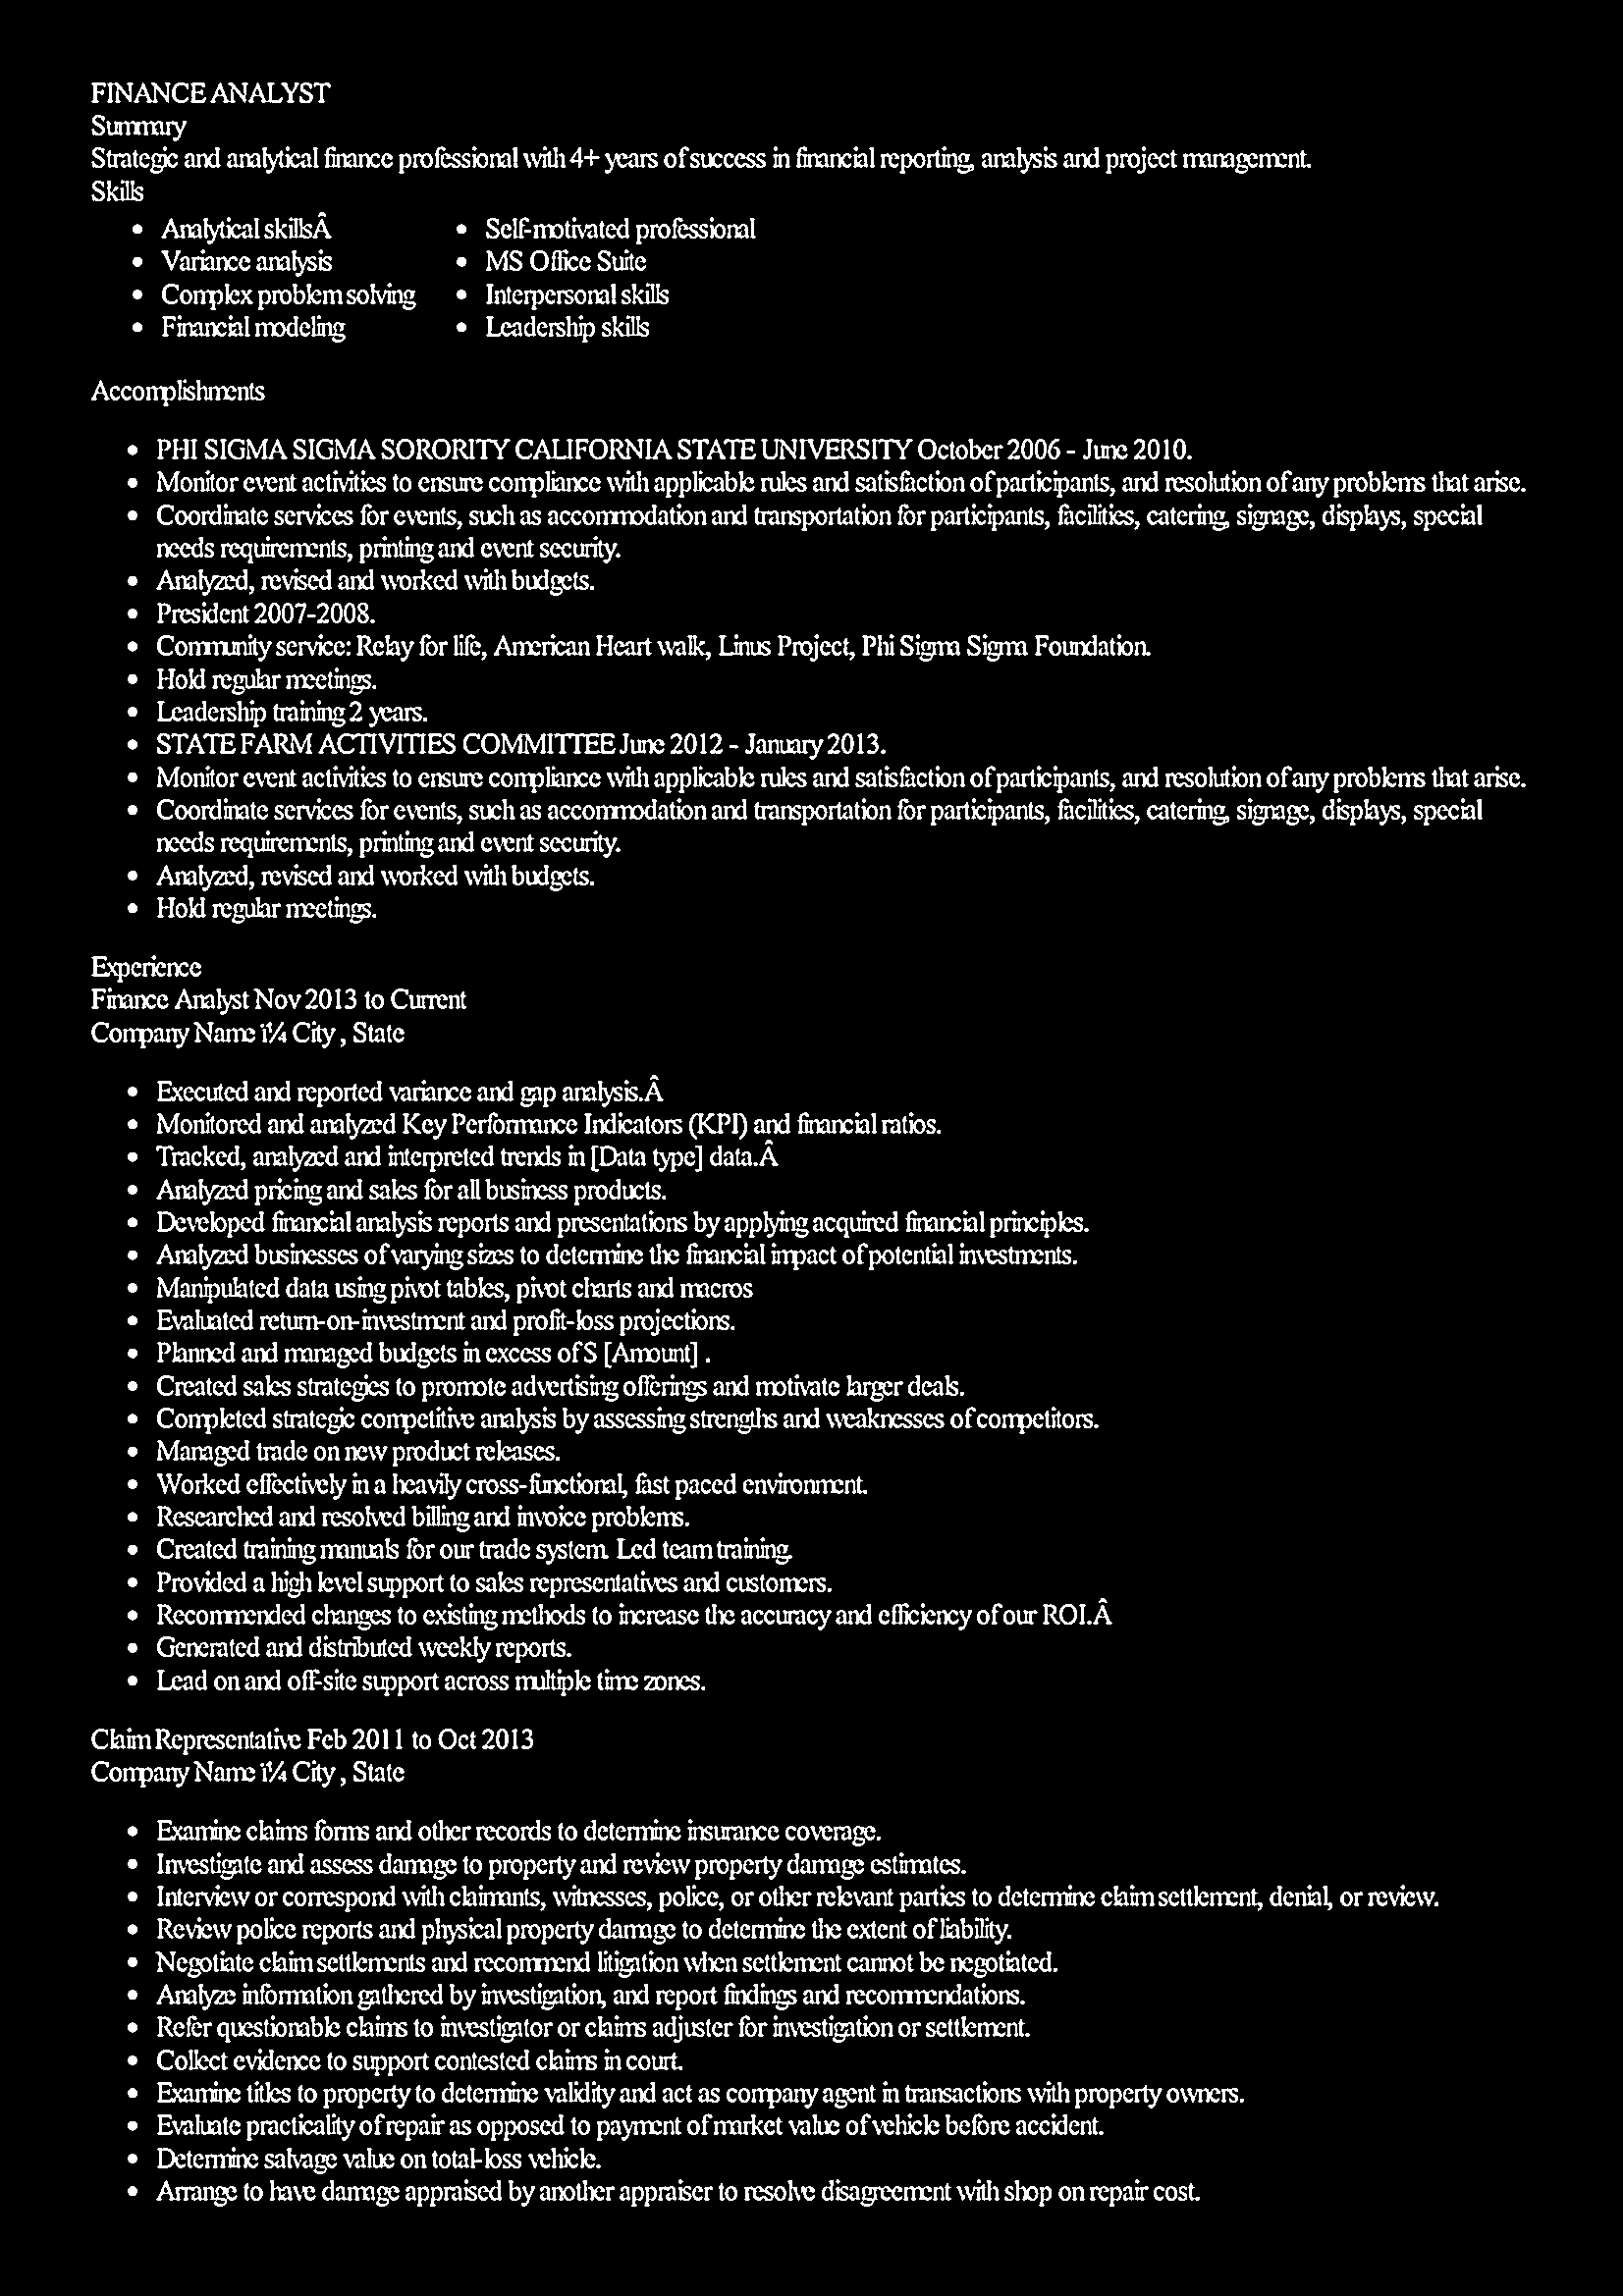 FINANCE ANALYST
Summary
Strategic and analytical finance professional with 4+ years of success in financial reporting, analysis and project management.
Skills
• Analytical skillsÂ
• Variance analysis
• Complex problem solving
• Financial modeling
• Self-motivated professional
• MS Office Suite
• Interpersonal skills
• Leadership skills
Accomplishments
• PHI SIGMA SIGMA SORORITY CALIFORNIA STATE UNIVERSITY October 2006 - June 2010.
• Monitor event activities to ensure compliance with applicable rules and satisfaction of participants, and resolution of any problems that arise.
• Coordinate services for events, such as accommodation and transportation for participants, facilities, catering, signage, displays, special
needs requirements, printing and event security.
• Analyzed, revised and worked with budgets.
• President 2007-2008.
• Community service: Relay for life, American Heart walk, Linus Project, Phi Sigma Sigma Foundation.
• Hold regular meetings.
• Leadership training 2 years.
• STATE FARM ACTIVITIES COMMITTEE June 2012 - January 2013.
• Monitor event activities to ensure compliance with applicable rules and satisfaction of participants, and resolution of any problems that arise.
• Coordinate services for events, such as accommodation and transportation for participants, facilities, catering, signage, displays, special
needs requirements, printing and event security.
• Analyzed, revised and worked with budgets.
• Hold regular meetings.
Experience
Finance Analyst Nov 2013 to Current
Company Name ï¼ City , State
• Executed and reported variance and gap analysis.Â
• Monitored and analyzed Key Performance Indicators (KPI) and financial ratios.
• Tracked, analyzed and interpreted trends in [Data type] data.Â
• Analyzed pricing and sales for all business products.
• Developed financial analysis reports and presentations by applying acquired financial principles.
• Analyzed businesses of varying sizes to determine the financial impact of potential investments.
• Manipulated data using pivot tables, pivot charts and macros
• Evaluated return-on-investment and profit-loss projections.
• Planned and managed budgets in excess of $ [Amount] .
• Created sales strategies to promote advertising offerings and motivate larger deals.
• Completed strategic competitive analysis by assessing strengths and weaknesses of competitors.
• Managed trade on new product releases.
• Worked effectively in a heavily cross-functional, fast paced environment.
• Researched and resolved billing and invoice problems.
• Created training manuals for our trade system. Led team training.
• Provided a high level support to sales representatives and customers.
• Recommended changes to existing methods to increase the accuracy and efficiency of our ROI.Â
• Generated and distributed weekly reports.
• Lead on and off-site support across multiple time zones.
Claim Representative Feb 2011 to Oct 2013
Company Name ï¼ City , State
• Examine claims forms and other records to determine insurance coverage.
• Investigate and assess damage to property and review property damage estimates.
• Interview or correspond with claimants, witnesses, police, or other relevant parties to determine claim settlement, denial, or review.
• Review police reports and physical property damage to determine the extent of liability.
• Negotiate claim settlements and recommend litigation when settlement cannot be negotiated.
• Analyze information gathered by investigation, and report findings and recommendations.
• Refer questionable claims to investigator or claims adjuster for investigation or settlement.
• Collect evidence to support contested claims in court.
• Examine titles to property to determine validity and act as company agent in transactions with property owners.
• Evaluate practicality of repair as opposed to payment of market value of vehicle before accident.
• Determine salvage value on total-loss vehicle.
• Arrange to have damage appraised by another appraiser to resolve disagreement with shop on repair cost.